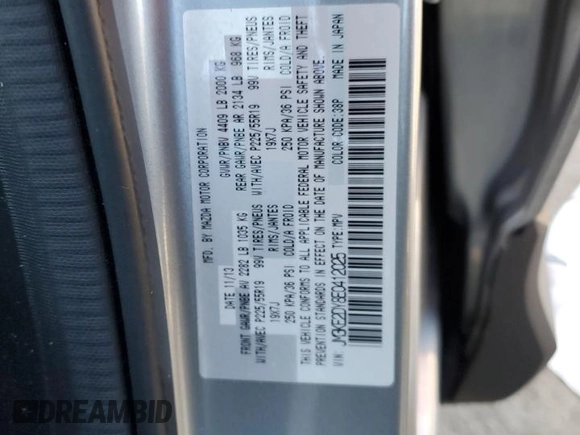 MFD. BY MAZDA MOTOR CORPORATION
DATE 11/13 GVWR/PNBV 4409 LB 2000 KG
FRONT GAWR/PNBE AV 2282 LB 1035 KG REAR GAWR/PNBE AR 2134 LB 968 KG
WITH/AVEC P225/55R19 99V TIRES/PNEUS WITH/AVEC P225/55R19 99V TIRES/PNEUS
19X7J RIMS/JANTES 19X7J RIMS/JANTES
250 KPA/36 PSI COLD/A FROID 250 KPA/36 PSI COLD/A FROID
THIS VEHICLE CONFORMS TO ALL APPLICABLE FEDERAL MOTOR VEHICLE SAFETY AND THEFT
PREVENTION STANDARDS IN EFFECT ON THE DATE OF MANUFACTURE SHOWN ABOVE.
VIN: JM3KE2DY8E0412025 TYPE:MPV COLOR CODE:38P MADE IN JAPAN
DREAMBID